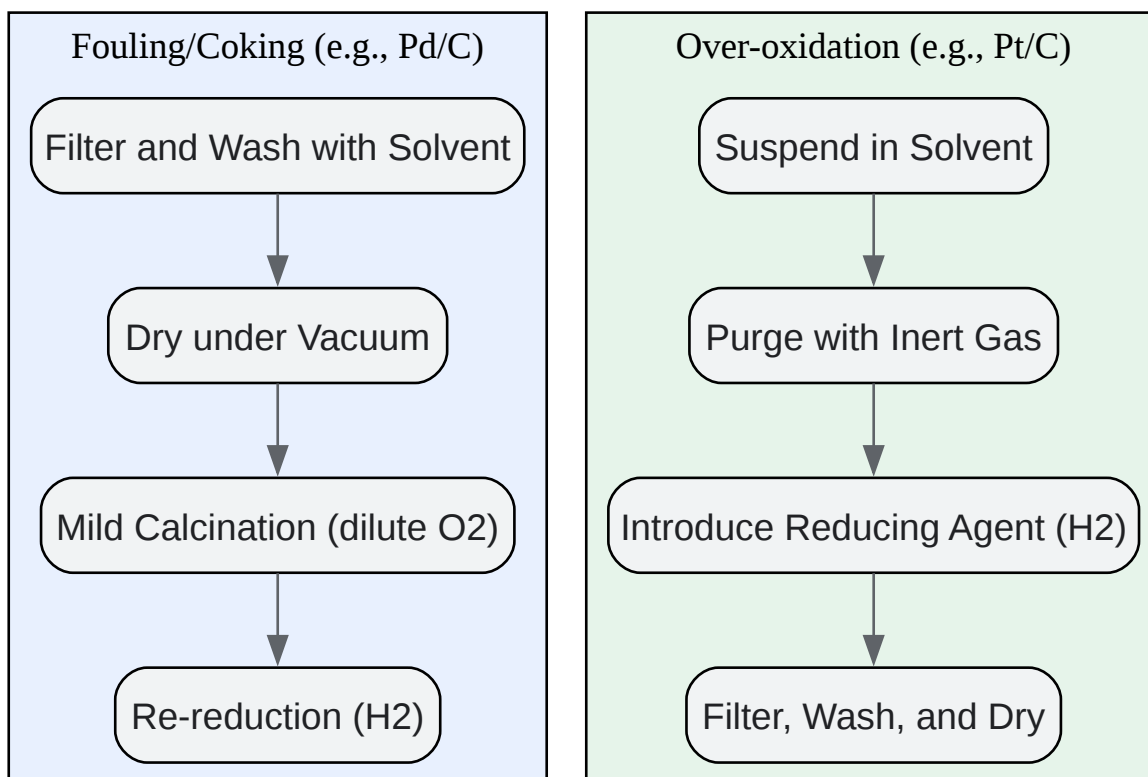 Fouling/Coking (e.g., Pd/C)
Filter and Wash with Solvent
Dry under Vacuum
Mild Calcination (dilute O2)
Re-reduction (H2)
Over-oxidation (e.g., Pt/C)
Suspend in Solvent
Purge with Inert Gas
Introduce Reducing Agent (H2)
Filter, Wash, and Dry